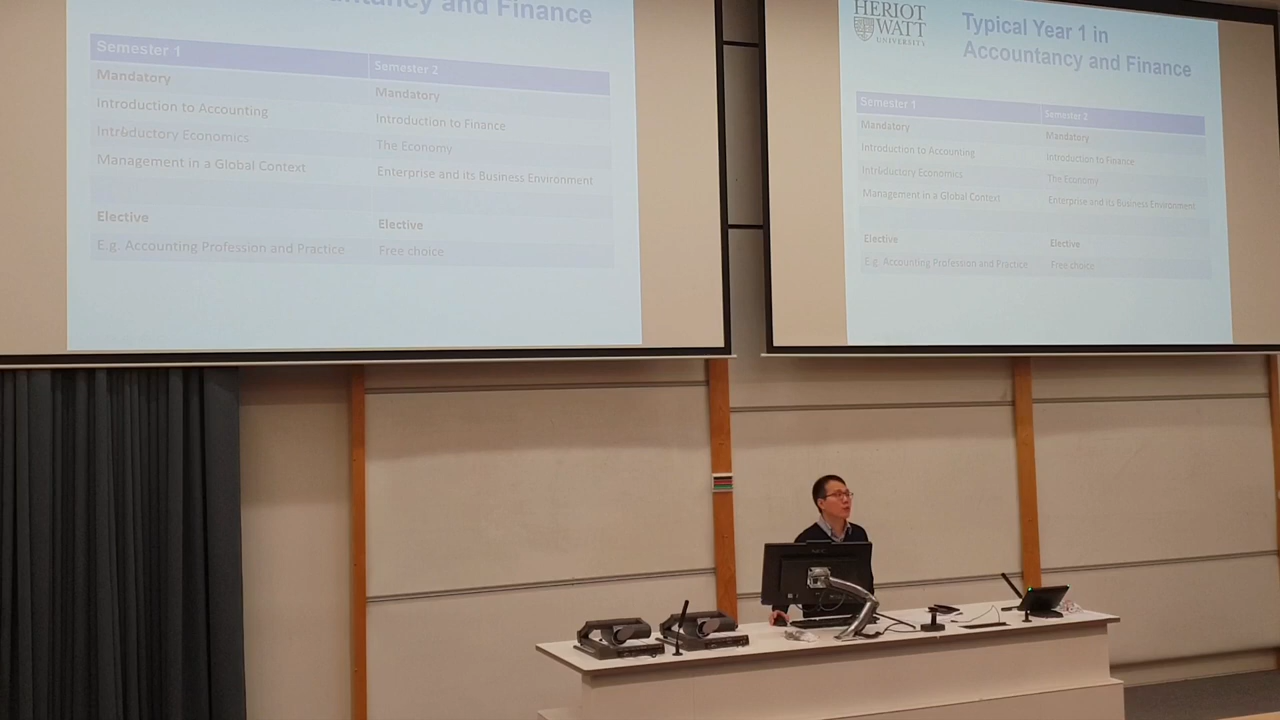 Accountancy and Finance
Semester 1
Semester 2
Mandatory
Mandatory
Introduction to Accounting
Introduction to Finance
Introductory Economics
The Economy
Management in a Global Context
Enterprise and its Business Environment
Elective
Elective
E.g. Accounting Profession and Practice
Free choice
HERIOT
WATT
UNIVERSITY
Typical Year 1 in
Accountancy and Finance
Semester 1
Semester 2
Mandatory
Mandatory
Introduction to Accounting
Introduction to Finance
Introductory Economics
The Economy
Management in a Global Context
Enterprise and its Business Environment
Elective
Elective
E.g. Accounting Profession and Practice
Free choice